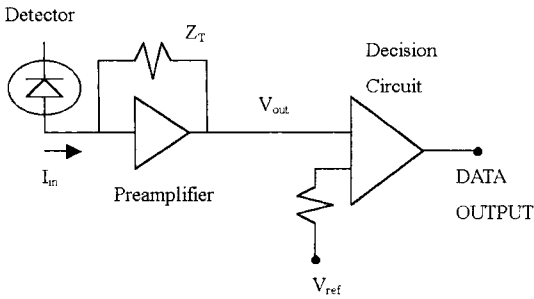 Detector
Z_T
Decision
Circuit
V_out
I_in
Preamplifier
DATA
OUTPUT
V_ref